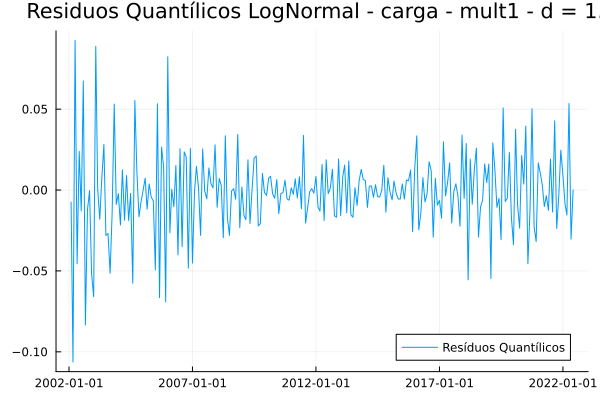 Residuos Quantílicos LogNormal - carga - mult1 - d = 1.
0.05
0.00
−0.05
−0.10
Resíduos Quantílicos
2002-01-01 2007-01-01 2012-01-01 2017-01-01 2022-01-01